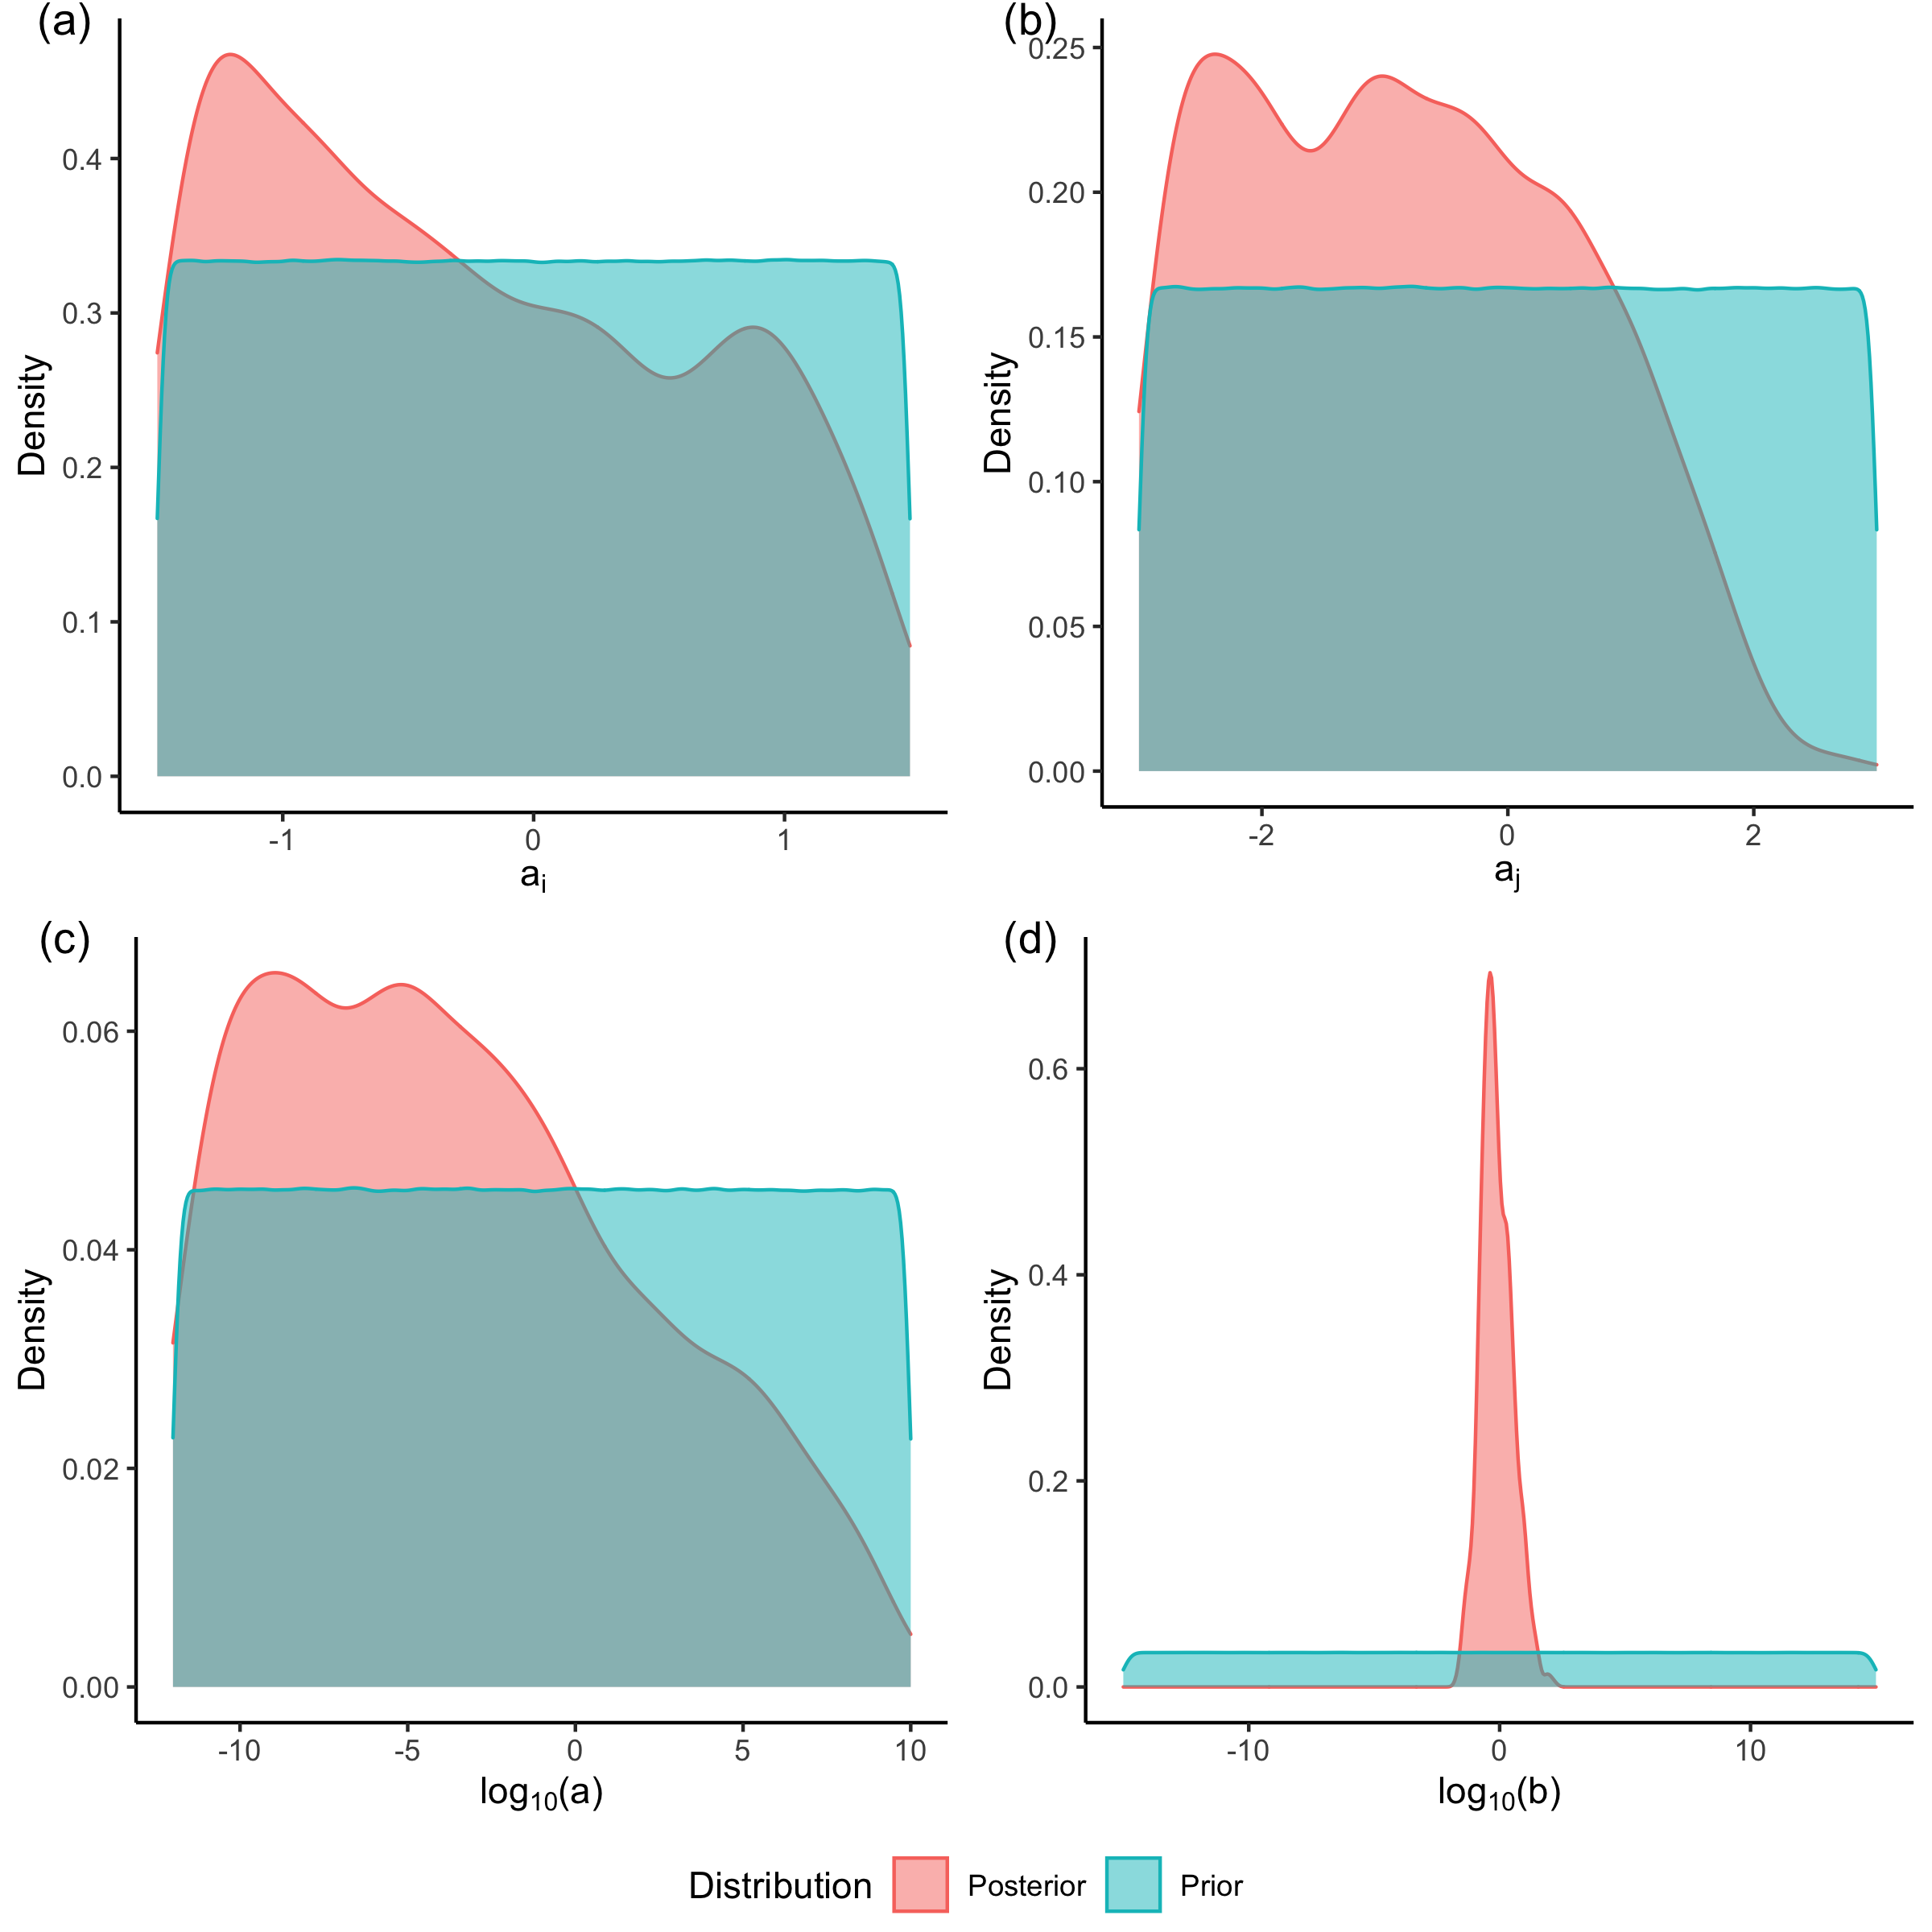 (a)
Density
0.4
0.3
0.2
0.1
0.0
-1 0 1
aᵢ
(b)
Density
0.25
0.20
0.15
0.10
0.05
0.00
-2 0 2
aⱼ
(c)
Density
0.06
0.04
0.02
0.00
-10 -5 0 5 10
log₁₀(a)
(d)
Density
0.6
0.4
0.2
0.0
-10 0 10
log₁₀(b)
Distribution Posterior Prior